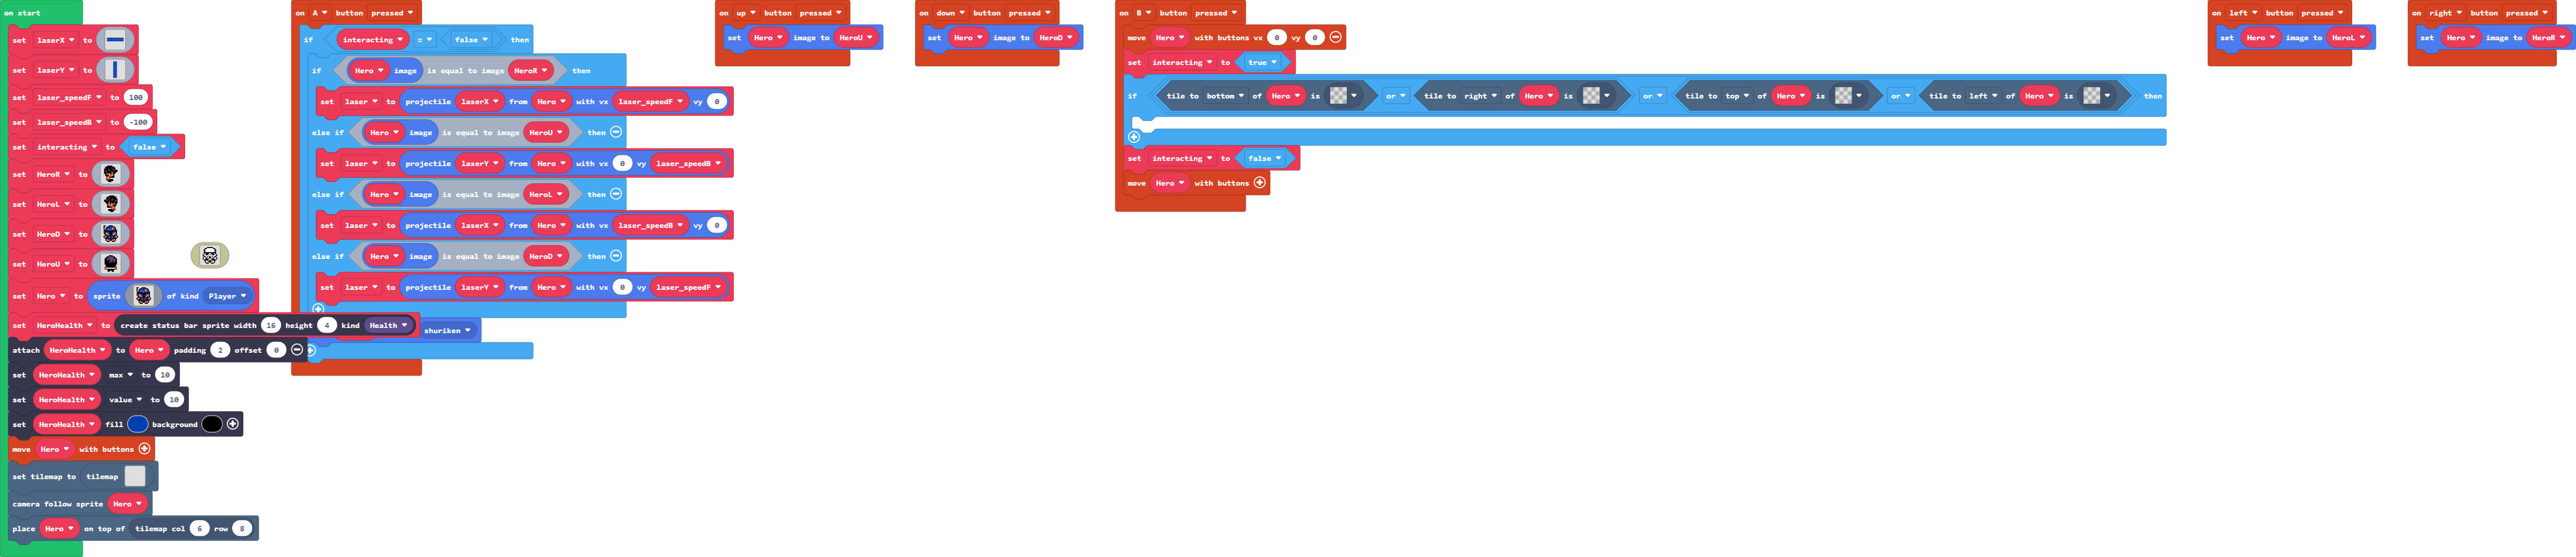 on start
set laserX to
set laserY to
set laser_speedF to 100
set laser_speedB to -100
set interacting to false
set HeroR to
set HeroL to
set HeroD to
set HeroU to
set Hero to sprite of kind Player
set HeroHealth to create status bar sprite width 16 height 4 kind Health
attach HeroHealth to Hero padding 2 offset 0
set HeroHealth max to 10
set HeroHealth value to 10
set HeroHealth fill background
move Hero with buttons
set tilemap to tilemap
camera follow sprite Hero
place Hero on top of tilemap col 6 row 8
on A button pressed
if interacting = false then
if Hero image is equal to image HeroR then
set laser to projectile laserX from Hero with vx laser_speedF vy 0
else if Hero image is equal to image HeroU then
set laser to projectile laserY from Hero with vx 0 vy laser_speedB
else if Hero image is equal to image HeroL then
set laser to projectile laserX from Hero with vx laser_speedB vy 0
else if Hero image is equal to image HeroD then
set laser to projectile laserY from Hero with vx 0 vy laser_speedF
shuriken
on up button pressed
set Hero image to HeroU
on down button pressed
set Hero image to HeroD
on B button pressed
move Hero with buttons vx 0 vy 0
set interacting to true
if tile to bottom of Hero is or tile to right of Hero is or tile to top of Hero is or tile to left of Hero is then
set interacting to false
move Hero with buttons
on left button pressed
set Hero image to HeroL
on right button pressed
set Hero image to HeroR